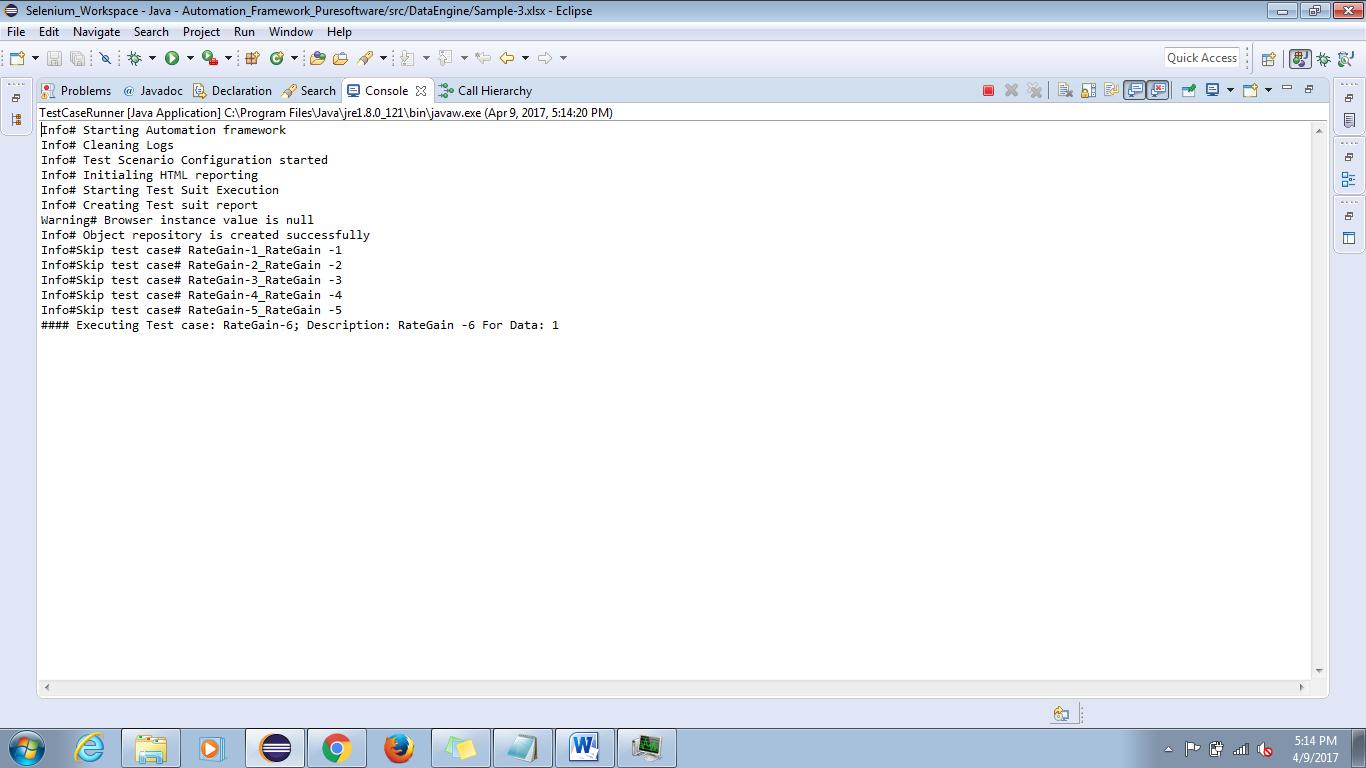 Selenium_Workspace - Java - Automation_Framework_Puresoftware/src/DataEngine/Sample-3.xlsx - Eclipse
File Edit Navigate Search Project Run Window Help
Quick Access
Problems @ Javadoc Declaration Search Console Call Hierarchy
TestCaseRunner [Java Application] C:\Program Files\Java\jre1.8.0_121\bin\javaw.exe (Apr 9, 2017, 5:14:20 PM)
Info# Starting Automation framework
Info# Cleaning Logs
Info# Test Scenario Configuration started
Info# Initialing HTML reporting
Info# Starting Test Suit Execution
Info# Creating Test suit report
Warning# Browser instance value is null
Info# Object repository is created successfully
Info#Skip test case# RateGain-1_RateGain -1
Info#Skip test case# RateGain-2_RateGain -2
Info#Skip test case# RateGain-3_RateGain -3
Info#Skip test case# RateGain-4_RateGain -4
Info#Skip test case# RateGain-5_RateGain -5
#### Executing Test case: RateGain-6; Description: RateGain -6 For Data: 1
5:14 PM
4/9/2017